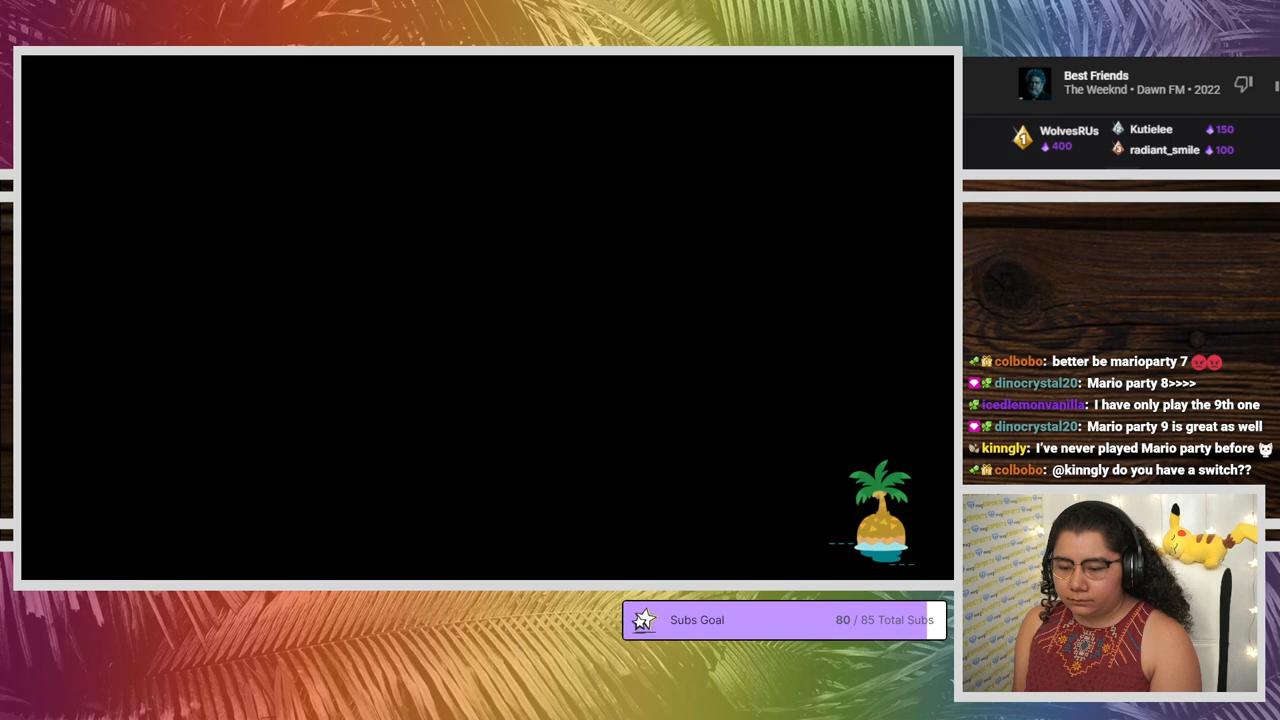 Best Friends
The Weeknd • Dawn FM • 2022
1 WolvesRUs
400
Kutielee 150
radiant_smile 100
colbobo: better be marioparty 7 😡😡
dinocrystal20: Mario party 8>>>>
icedlemonvanilla: I have only play the 9th one
dinocrystal20: Mario party 9 is great as well
kinngly: I've never played Mario party before
colbobo: @kinngly do you have a switch??
Subs Goal 80 / 85 Total Subs